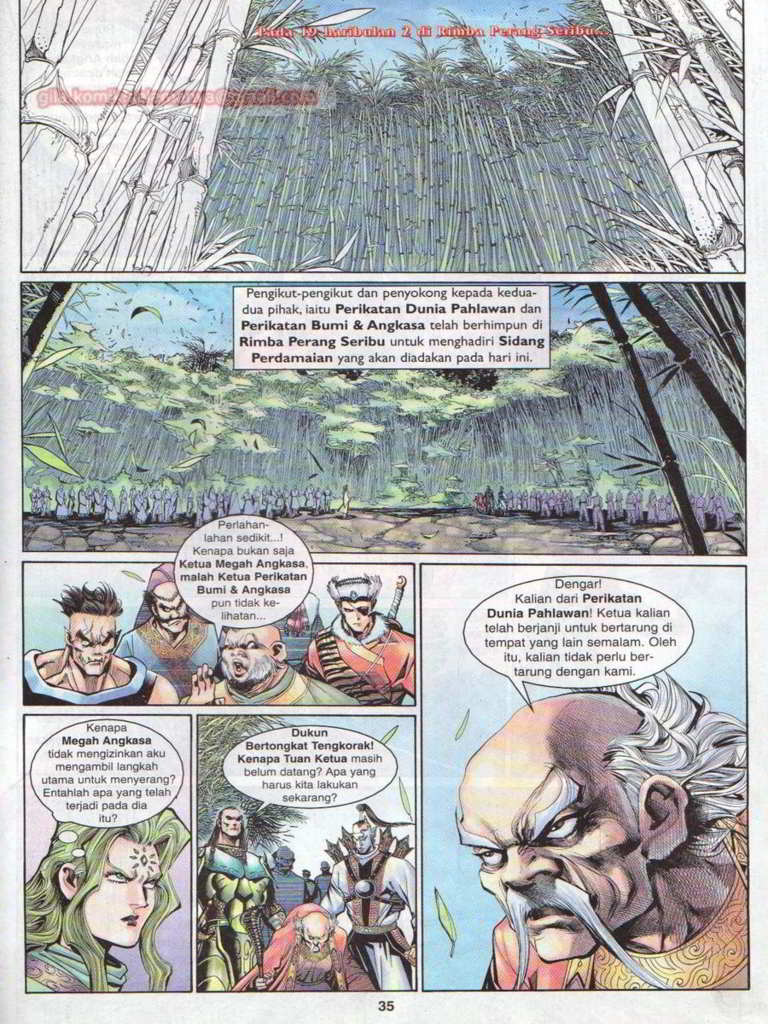 Pada 19 haribulan 2 di Rimba Perang Seribu...
Pengikut-pengikut dan penyokong kepada kedua-
dua pihak, iaitu Perikatan Dunia Pahlawan dan
Perikatan Bumi & Angkasa telah berhimpun di
Rimba Perang Seribu untuk menghadiri Sidang
Perdamaian yang akan diadakan pada hari ini.
Perlahan-
lahan sedikit...!
Kenapa bukan saja
Ketua Megah Angkasa,
malah Ketua Perikatan
Bumi & Angkasa
pun tidak ke-
lihatan...
Dengar!
Kalian dari Perikatan
Dunia Pahlawan! Ketua kalian
telah berjanji untuk bertarung di
tempat yang lain semalam. Oleh
itu, kalian tidak perlu ber-
tarung dengan kami.
Kenapa
Megah Angkasa
tidak mengizinkan aku
mengambil langkah
utama untuk menyerang?
Entahlah apa yang telah
terjadi pada dia
itu?
Dukun
Bertongkat Tengkorak!
Kenapa Tuan Ketua masih
belum datang? Apa yang
harus kita lakukan
sekarang?
35